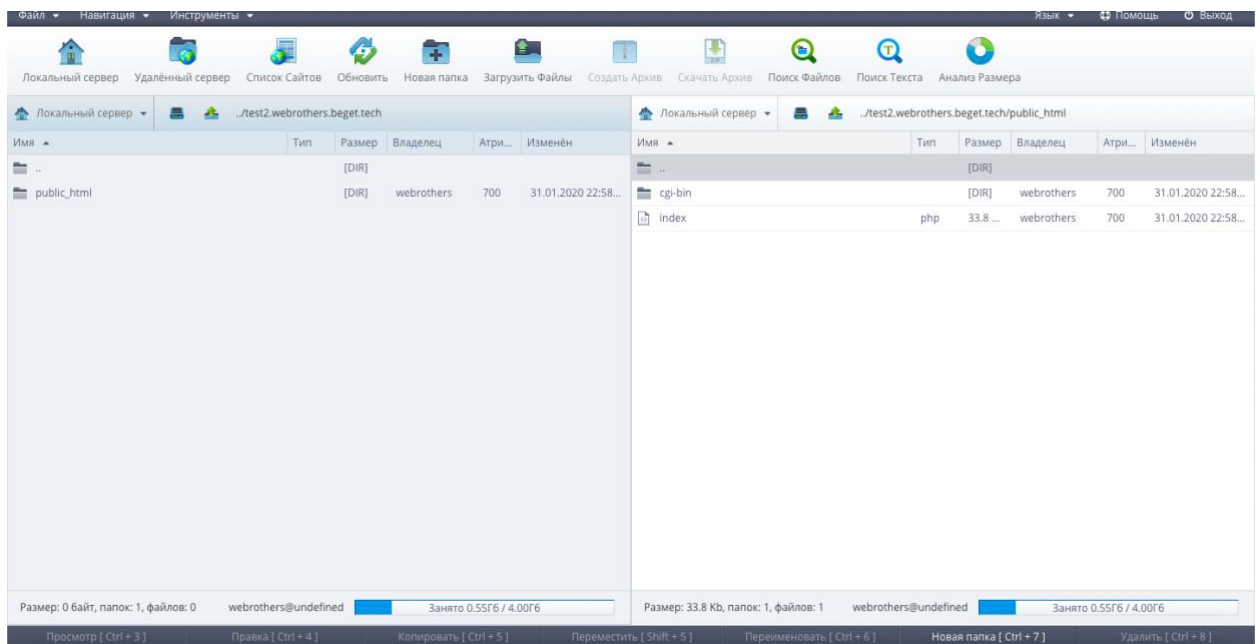 Файл Навигация Инструменты Язык Помощь Выход
Локальный сервер Удалённый сервер Список Сайтов Обновить Новая папка Загрузить Файлы Создать Архив Скачать Архив Поиск Файлов Поиск Текста Анализ Размера
Локальный сервер ../test2.webrothers.beget.tech Локальный сервер ../test2.webrothers.beget.tech/public_html
Имя Тип Размер Владелец Атри... Изменён Имя Тип Размер Владелец Атри... Изменён
.. [DIR] .. [DIR]
public_html [DIR] webrothers 700 31.01.2020 22:58... cgi-bin [DIR] webrothers 700 31.01.2020 22:58...
index php 33.8 ... webrothers 700 31.01.2020 22:58...
Размер: 0 байт, папок: 1, файлов: 0 webrothers@undefined Занято 0.55Гб / 4.00Гб Размер: 33.8 Kb, папок: 1, файлов: 1 webrothers@undefined Занято 0.55Гб / 4.00Гб
Просмотр [ Ctrl + 3 ] Правка [ Ctrl + 4 ] Копировать [ Ctrl + 5 ] Переместить [ Shift + 5 ] Переименовать [ Ctrl + 6 ] Новая папка [ Ctrl + 7 ] Удалить [ Ctrl + 8 ]